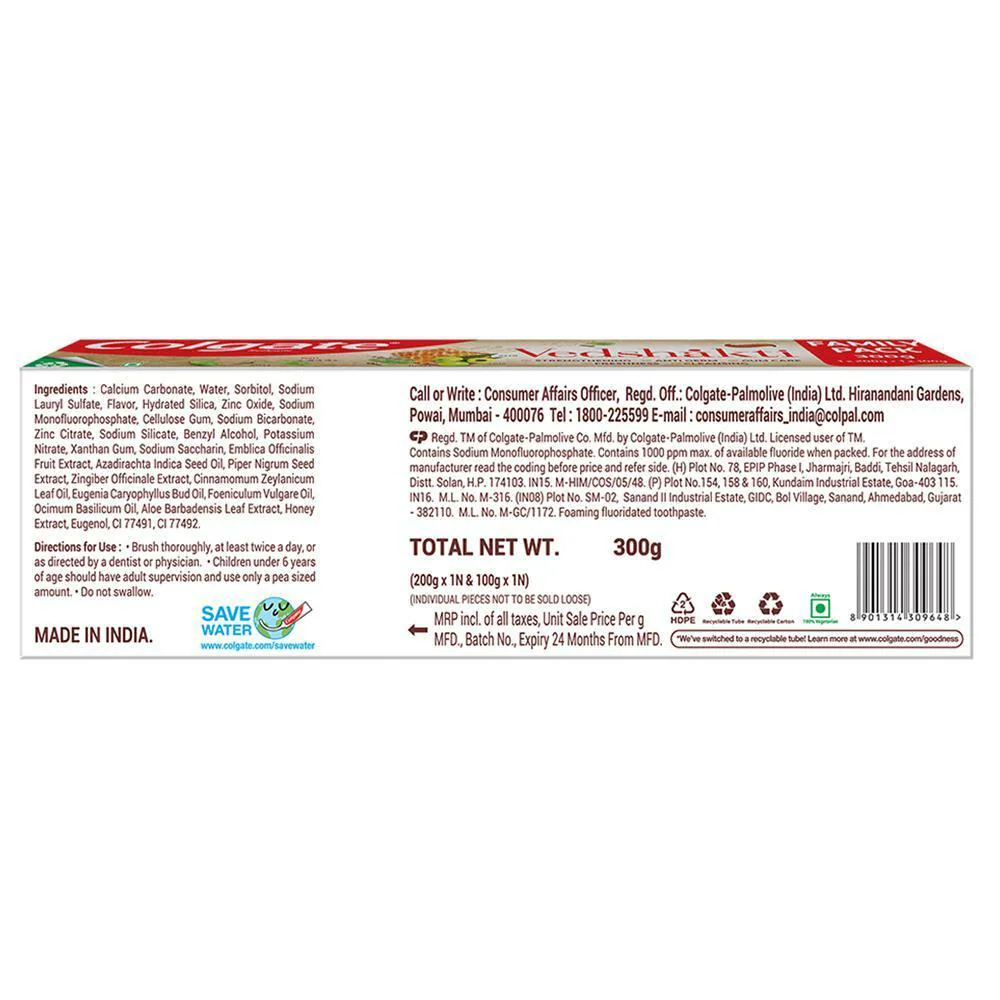 Colgate
Vedshakti
FAMILY
PACK
Ingredients : Calcium Carbonate, Water, Sorbitol, Sodium
Lauryl Sulfate, Flavor, Hydrated Silica, Zinc Oxide, Sodium
Monofluorophosphate, Cellulose Gum, Sodium Bicarbonate,
Zinc Citrate, Sodium Silicate, Benzyl Alcohol, Potassium
Nitrate, Xanthan Gum, Sodium Saccharin, Emblica Officinalis
Fruit Extract, Azadirachta Indica Seed Oil, Piper Nigrum Seed
Extract, Zingiber Officinale Extract, Cinnamomum Zeylanicum
Leaf Oil, Eugenia Caryophyllus Bud Oil, Foeniculum Vulgare Oil,
Ocimum Basilicum Oil, Aloe Barbadensis Leaf Extract, Honey
Extract, Eugenol, CI 77491, CI 77492.
Directions for Use : • Brush thoroughly, at least twice a day, or
as directed by a dentist or physician. • Children under 6 years
of age should have adult supervision and use only a pea sized
amount. • Do not swallow.
MADE IN INDIA.
SAVE
WATER
www.colgate.com/savewater
Call or Write : Consumer Affairs Officer, Regd. Off.: Colgate-Palmolive (India) Ltd. Hiranandani Gardens,
Powai, Mumbai - 400076 Tel : 1800-225599 E-mail : consumeraffairs_india@colpal.com
CP Regd. TM of Colgate-Palmolive Co. Mfd. by Colgate-Palmolive (India) Ltd. Licensed user of TM.
Contains Sodium Monofluorophosphate. Contains 1000 ppm max. of available fluoride when packed. For the address of
manufacturer read the coding before price and refer side. (H) Plot No. 78, EPIP Phase I, Jharmajri, Baddi, Tehsil Nalagarh,
Distt. Solan, H.P. 174103. IN15. M-HIM/COS/05/48. (P) Plot No.154, 158 & 160, Kundaim Industrial Estate, Goa-403 115.
IN16. M.L. No. M-316. (IN08) Plot No. SM-02, Sanand II Industrial Estate, GIDC, Bol Village, Sanand, Ahmedabad, Gujarat
- 382110. M.L. No. M-GC/1172. Foaming fluoridated toothpaste.
TOTAL NET WT. 300g
(200g x 1N & 100g x 1N)
(INDIVIDUAL PIECES NOT TO BE SOLD LOOSE)
MRP incl. of all taxes, Unit Sale Price Per g
MFD., Batch No., Expiry 24 Months From MFD.
2
HDPE
Recyclable Tube
Recyclable Carton
Always
100% Vegetarian
8 901314 309648 >
*We've switched to a recyclable tube! Learn more at www.colgate.com/goodness